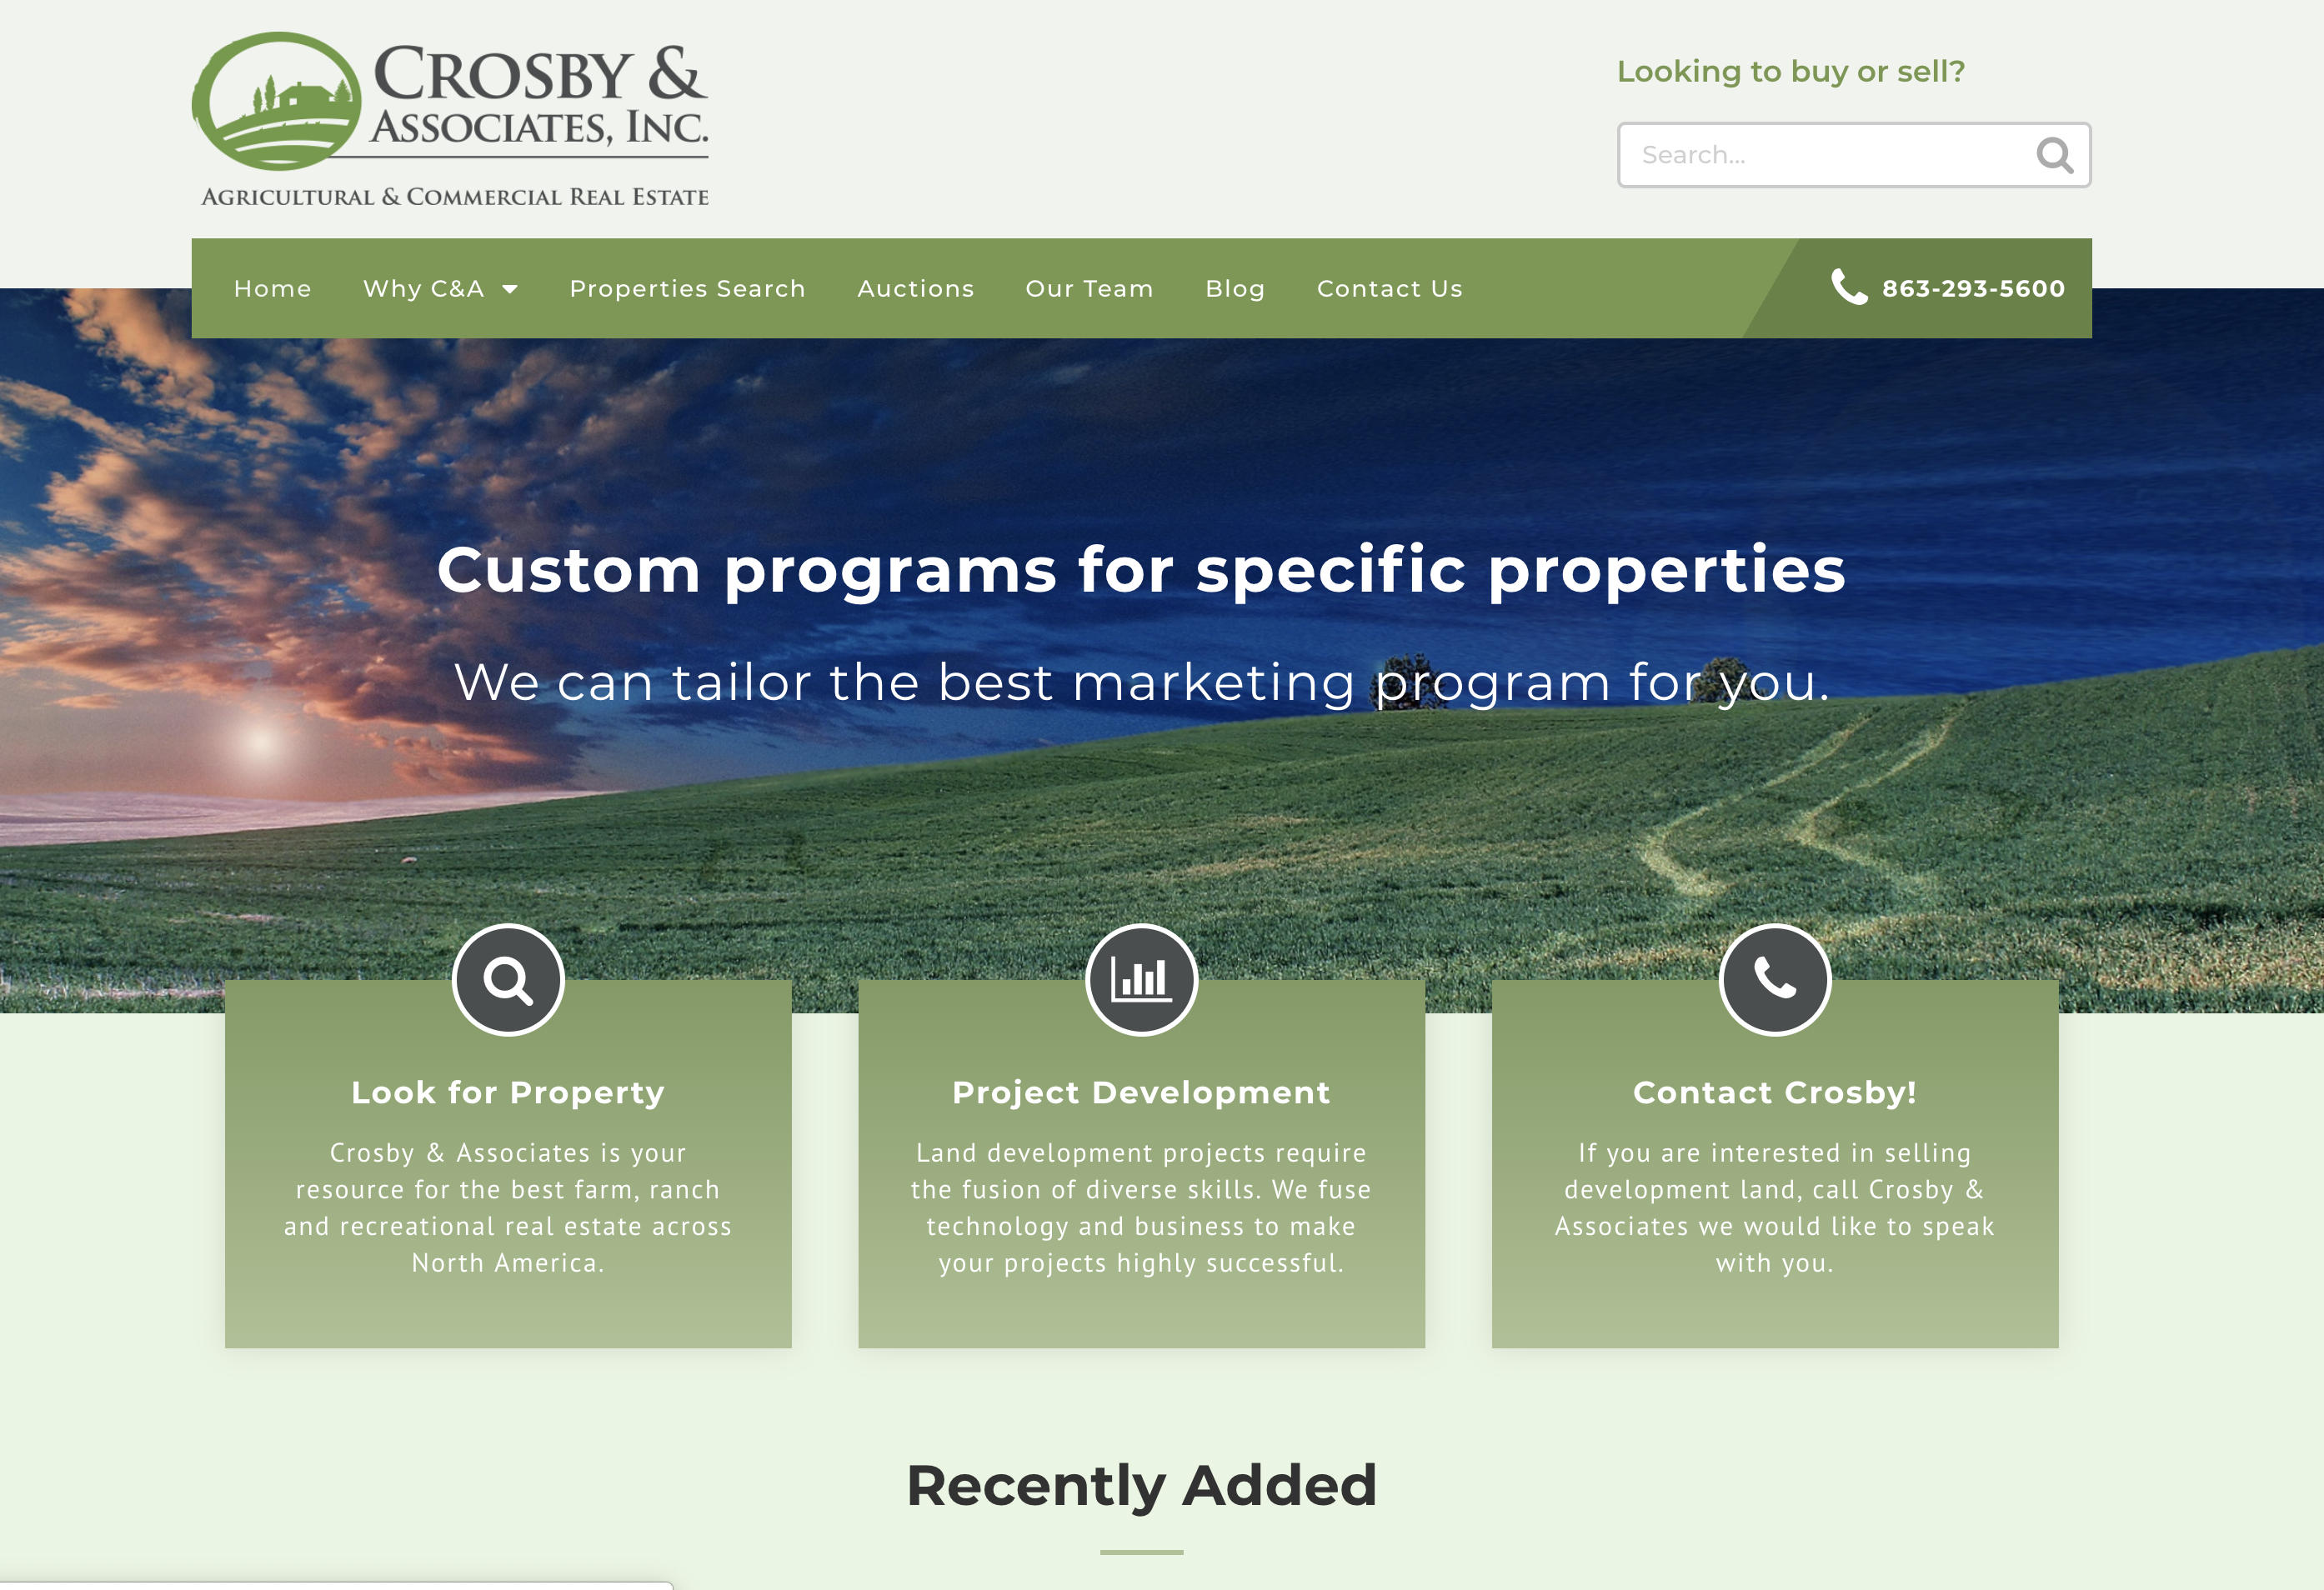 CROSBY &
ASSOCIATES, INC.
AGRICULTURAL & COMMERCIAL REAL ESTATE
Looking to buy or sell?
Search...
Home Why C&A Properties Search Auctions Our Team Blog Contact Us 863-293-5600
Custom programs for specific properties
We can tailor the best marketing program for you.
Look for Property
Crosby & Associates is your
resource for the best farm, ranch
and recreational real estate across
North America.
Project Development
Land development projects require
the fusion of diverse skills. We fuse
technology and business to make
your projects highly successful.
Contact Crosby!
If you are interested in selling
development land, call Crosby &
Associates we would like to speak
with you.
Recently Added